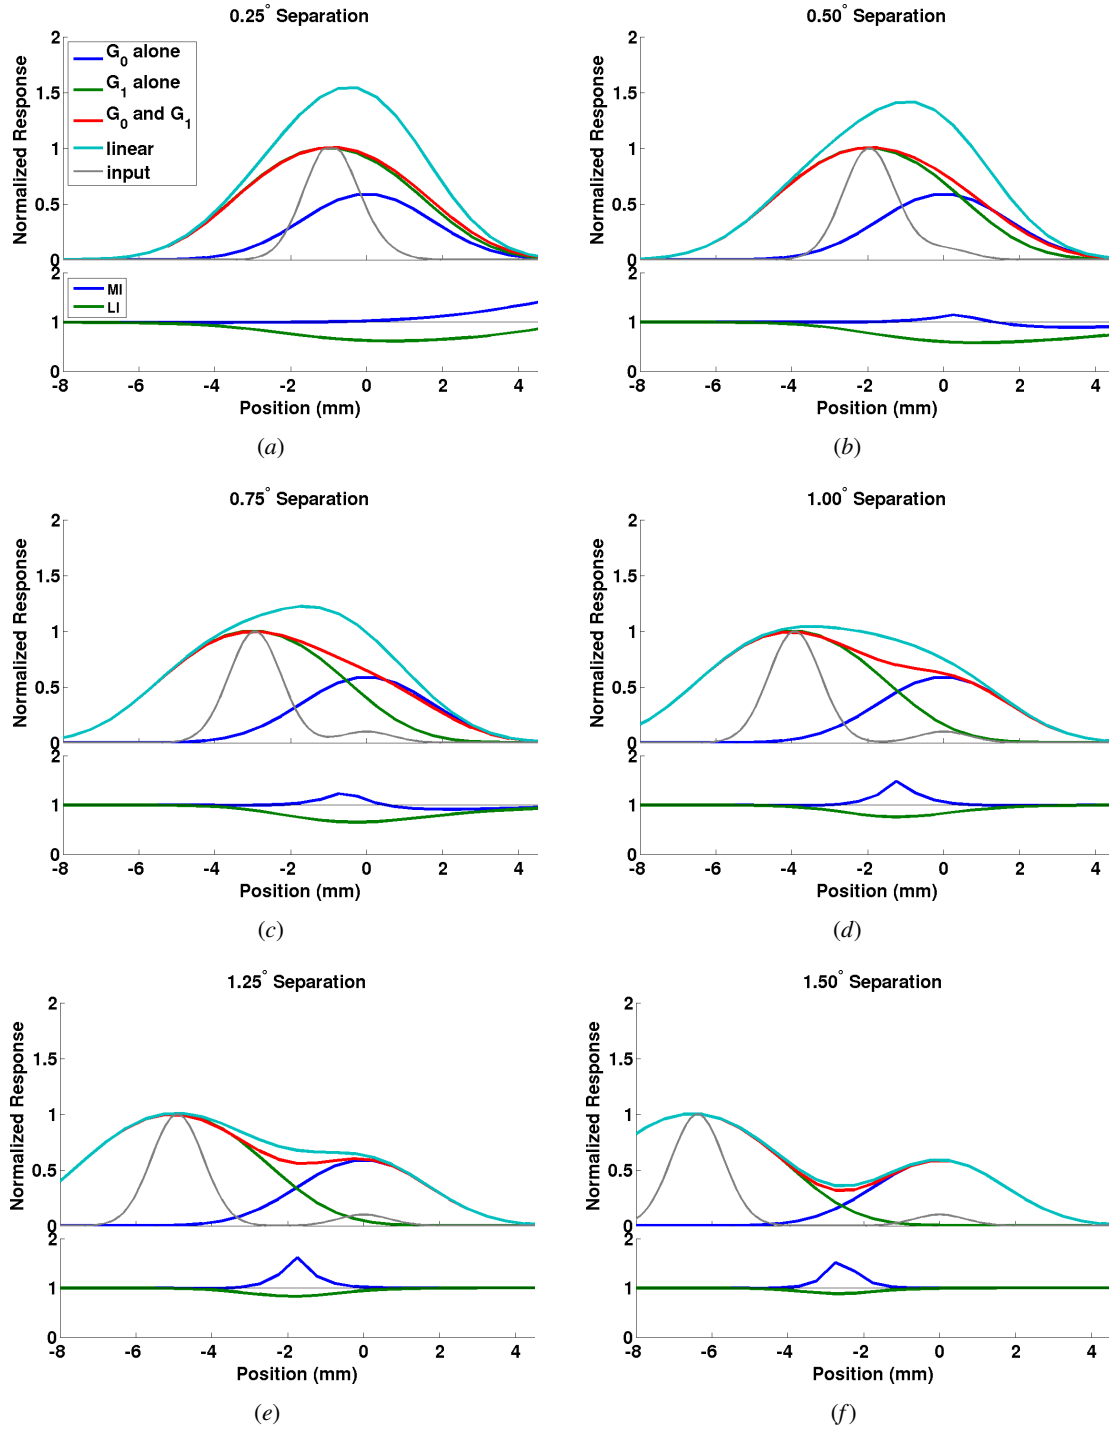 0.25° Separation
2
1.5
1
0.5
0
Normalized Response
G0 alone
G1 alone
G0 and G1
linear
input
2
1
0
MI
LI
-8 -6 -4 -2 0 2 4
Position (mm)
(a)
0.50° Separation
2
1.5
1
0.5
0
Normalized Response
2
1
0
-8 -6 -4 -2 0 2 4
Position (mm)
(b)
0.75° Separation
2
1.5
1
0.5
0
Normalized Response
2
1
0
-8 -6 -4 -2 0 2 4
Position (mm)
(c)
1.00° Separation
2
1.5
1
0.5
0
Normalized Response
2
1
0
-8 -6 -4 -2 0 2 4
Position (mm)
(d)
1.25° Separation
2
1.5
1
0.5
0
Normalized Response
2
1
0
-8 -6 -4 -2 0 2 4
Position (mm)
(e)
1.50° Separation
2
1.5
1
0.5
0
Normalized Response
2
1
0
-8 -6 -4 -2 0 2 4
Position (mm)
(f)